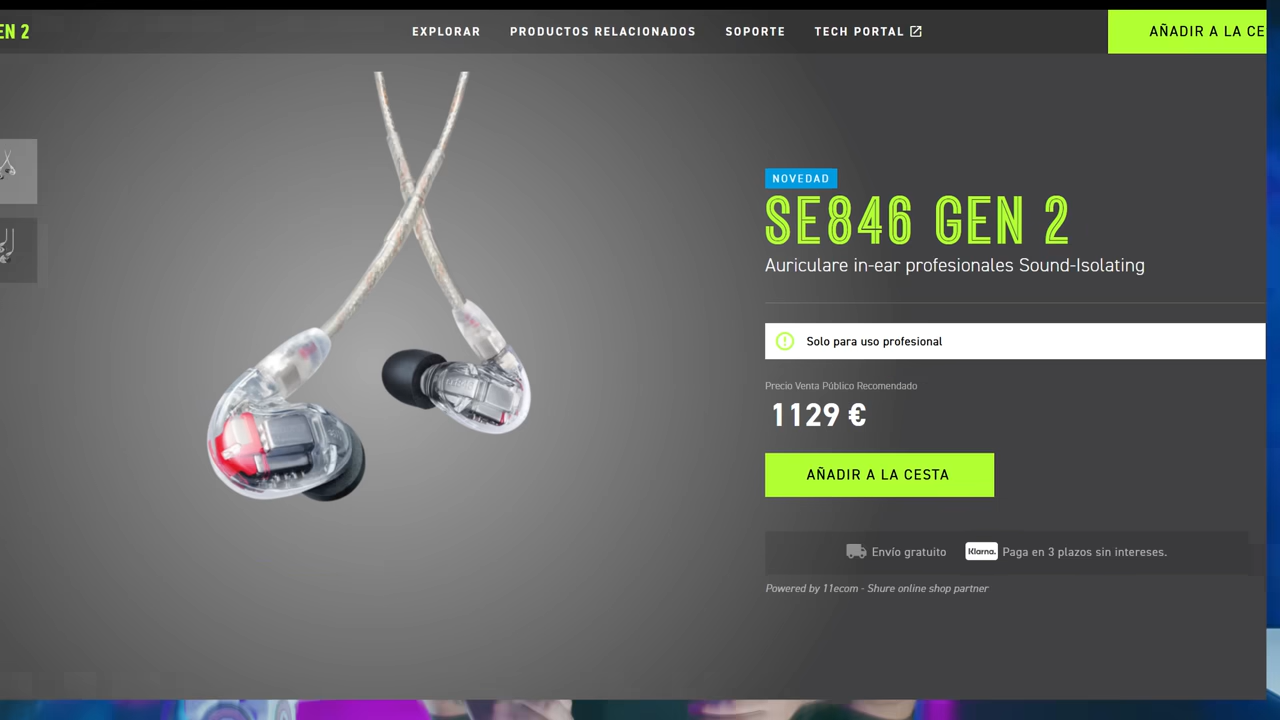 EN 2
EXPLORAR
PRODUCTOS RELACIONADOS
SOPORTE
TECH PORTAL
AÑADIR A LA CE
NOVEDAD
SE846 GEN 2
Auriculare in-ear profesionales Sound-Isolating
Solo para uso profesional
Precio Venta Público Recomendado
1129 €
AÑADIR A LA CESTA
Envío gratuito
Klarna.
Paga en 3 plazos sin intereses.
Powered by 11ecom - Shure online shop partner